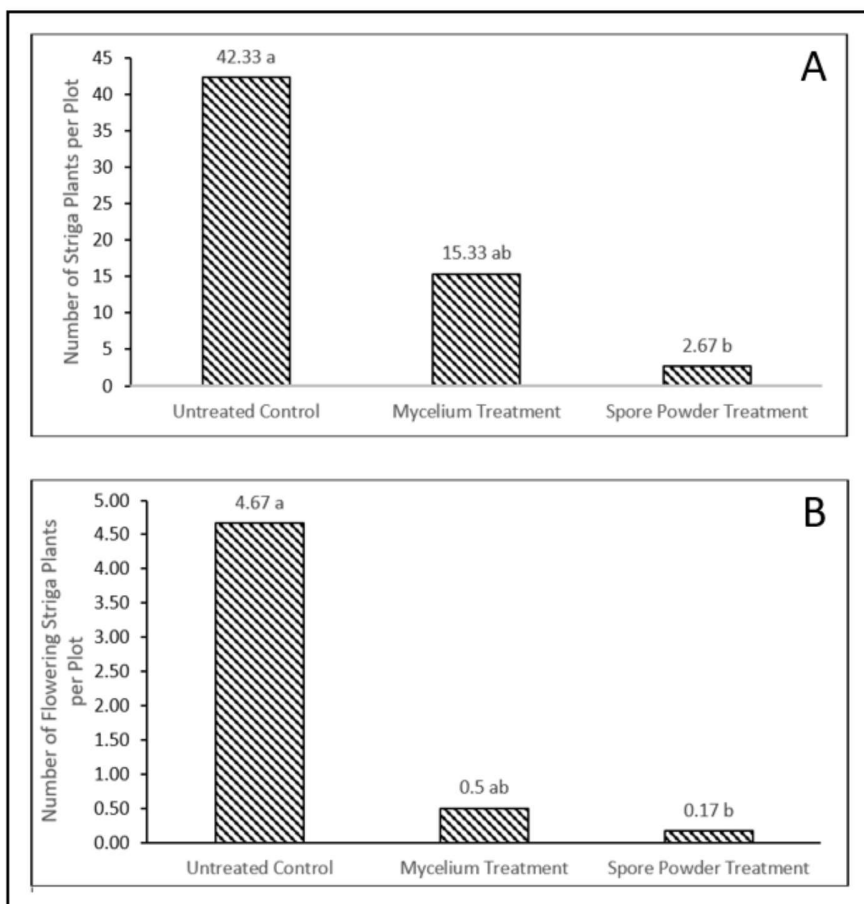 A
Number of Striga Plants per Plot
45
40
35
30
25
20
15
10
5
0
42.33 a
15.33 ab
2.67 b
Untreated Control
Mycelium Treatment
Spore Powder Treatment
B
Number of Flowering Striga Plants
per Plot
5.00
4.50
4.00
3.50
3.00
2.50
2.00
1.50
1.00
0.50
0.00
4.67 a
0.5 ab
0.17 b
Untreated Control
Mycelium Treatment
Spore Powder Treatment